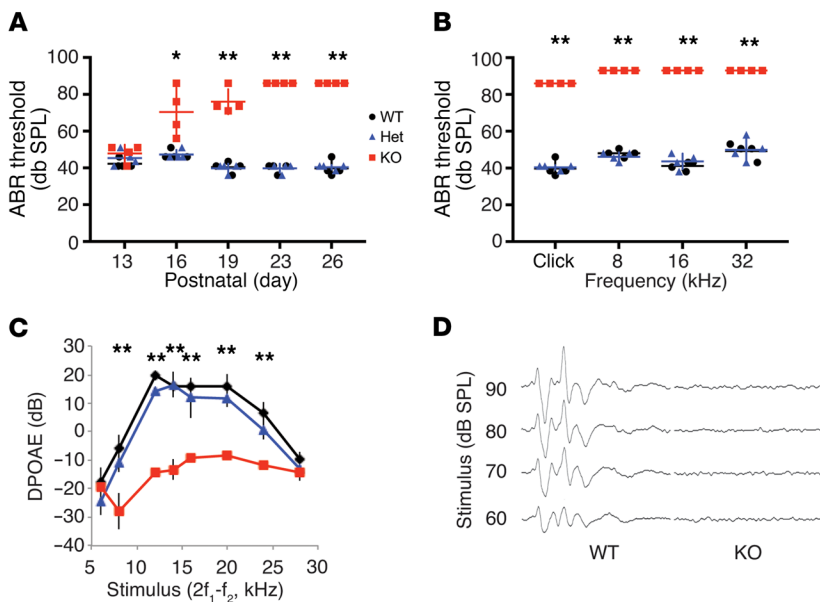 A
ABR threshold
(db SPL)
100
80
60
40
20
0
* ** ** **
13 16 19 23 26
Postnatal (day)
WT
Het
KO
B
ABR threshold
(db SPL)
100
80
60
40
20
0
** ** ** **
Click 8 16 32
Frequency (kHz)
C
DPOAE (dB)
30
20
10
0
−10
−20
−30
−40
** ** ** ** ** **
5 10 15 20 25 30
Stimulus (2f₁-f₂, kHz)
D
Stimulus (dB SPL)
90
80
70
60
WT KO